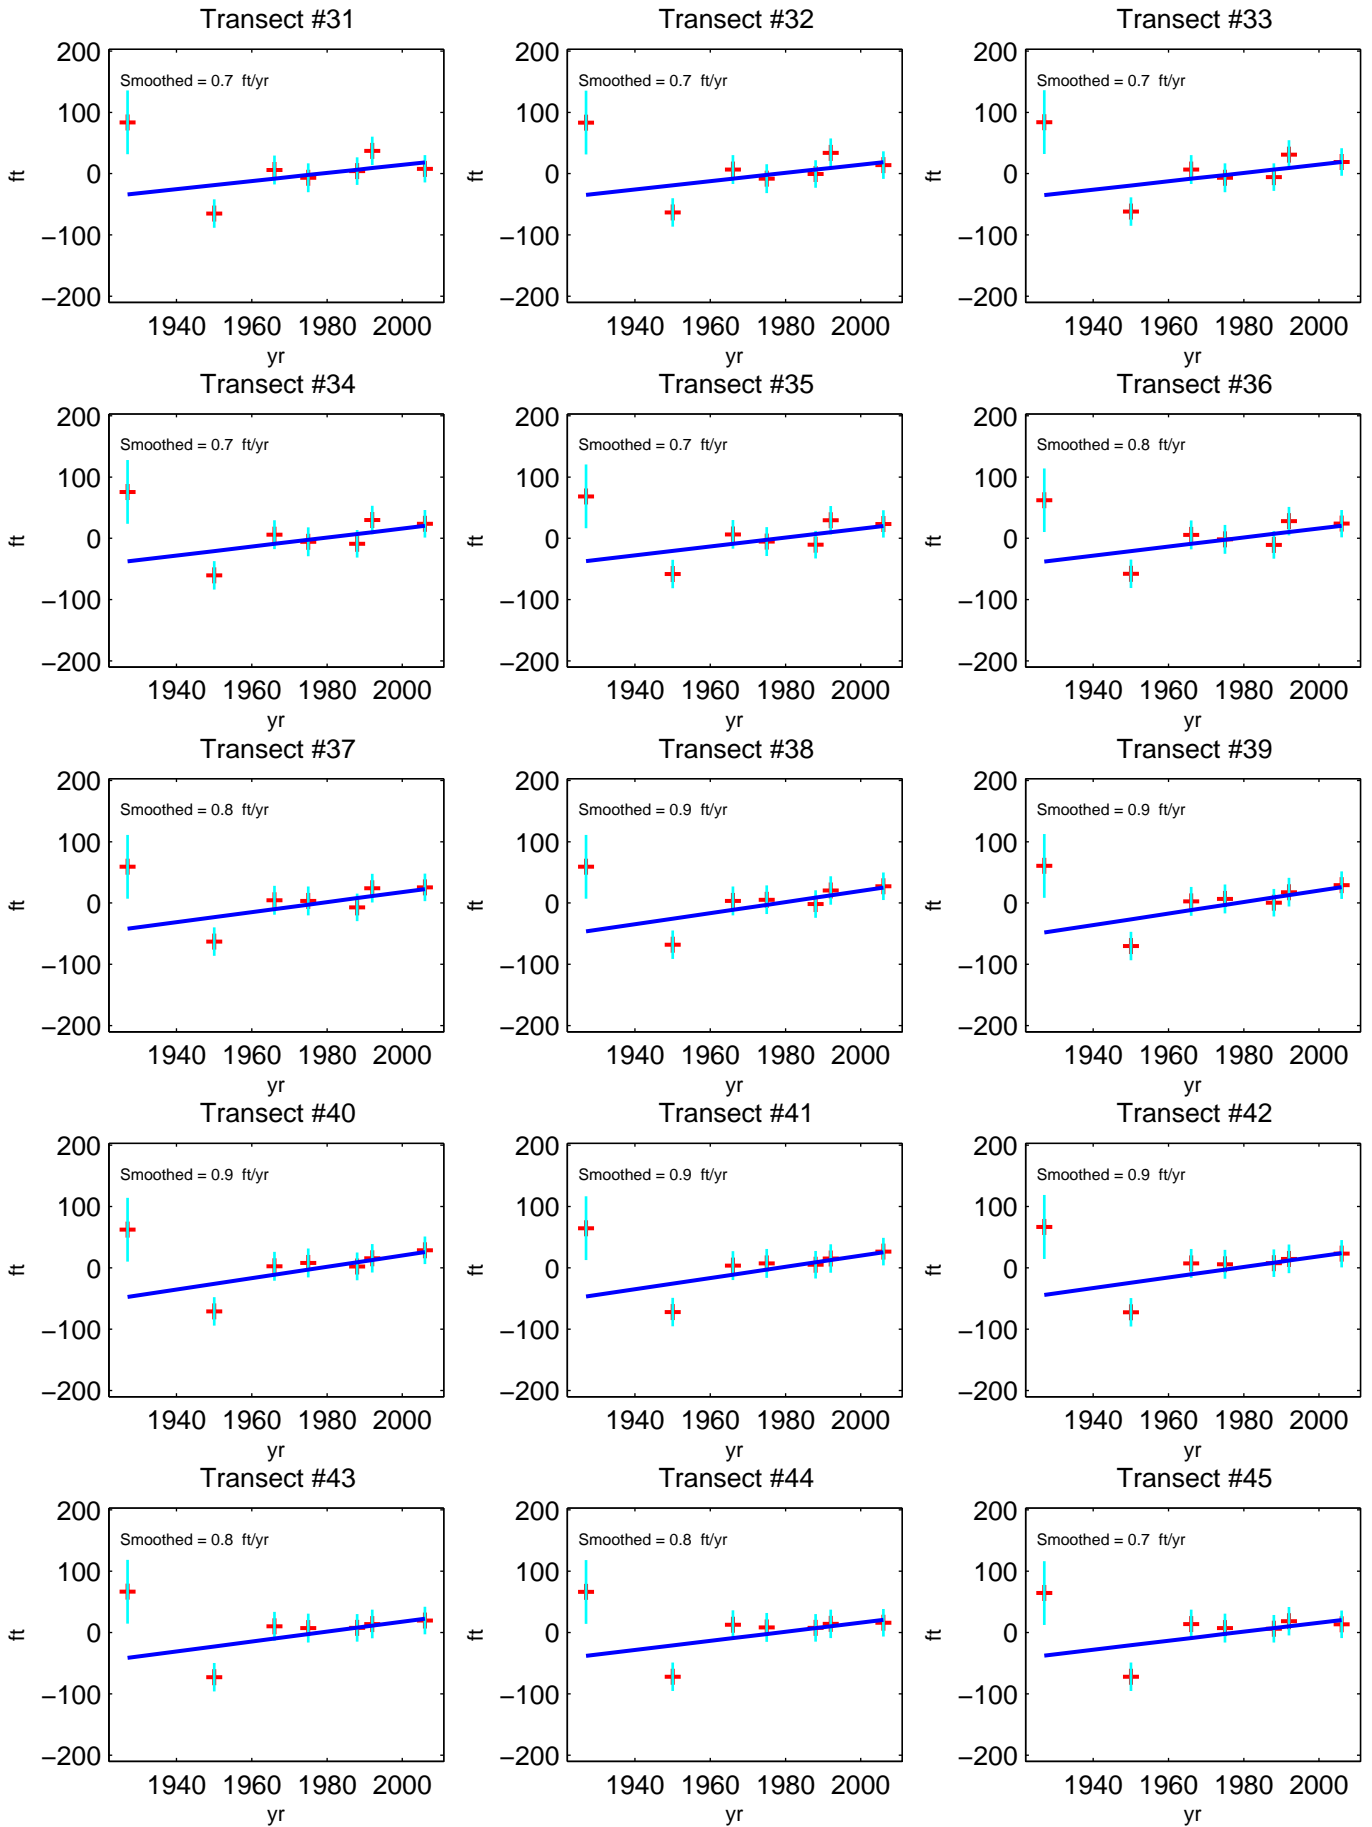 Transect #31
Transect #32
Transect #33
200
100
0
−100
−200
ft
Smoothed = 0.7 ft/yr
1940 1960 1980 2000
yr
200
100
0
−100
−200
ft
Smoothed = 0.7 ft/yr
1940 1960 1980 2000
yr
200
100
0
−100
−200
ft
Smoothed = 0.7 ft/yr
1940 1960 1980 2000
yr
Transect #34
Transect #35
Transect #36
200
100
0
−100
−200
ft
Smoothed = 0.7 ft/yr
1940 1960 1980 2000
yr
200
100
0
−100
−200
ft
Smoothed = 0.7 ft/yr
1940 1960 1980 2000
yr
200
100
0
−100
−200
ft
Smoothed = 0.8 ft/yr
1940 1960 1980 2000
yr
Transect #37
Transect #38
Transect #39
200
100
0
−100
−200
ft
Smoothed = 0.8 ft/yr
1940 1960 1980 2000
yr
200
100
0
−100
−200
ft
Smoothed = 0.9 ft/yr
1940 1960 1980 2000
yr
200
100
0
−100
−200
ft
Smoothed = 0.9 ft/yr
1940 1960 1980 2000
yr
Transect #40
Transect #41
Transect #42
200
100
0
−100
−200
ft
Smoothed = 0.9 ft/yr
1940 1960 1980 2000
yr
200
100
0
−100
−200
ft
Smoothed = 0.9 ft/yr
1940 1960 1980 2000
yr
200
100
0
−100
−200
ft
Smoothed = 0.9 ft/yr
1940 1960 1980 2000
yr
Transect #43
Transect #44
Transect #45
200
100
0
−100
−200
ft
Smoothed = 0.8 ft/yr
1940 1960 1980 2000
yr
200
100
0
−100
−200
ft
Smoothed = 0.8 ft/yr
1940 1960 1980 2000
yr
200
100
0
−100
−200
ft
Smoothed = 0.7 ft/yr
1940 1960 1980 2000
yr